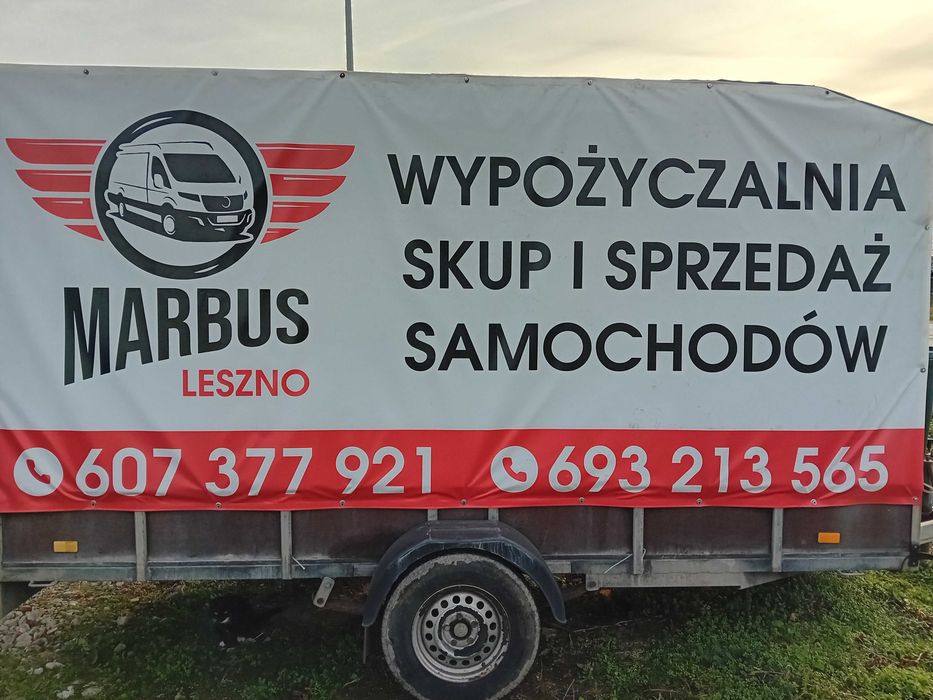 MARBUS
LESZNO
WYPOŻYCZALNIA
SKUP I SPRZEDAŻ
SAMOCHODÓW
607 377 921
693 213 565